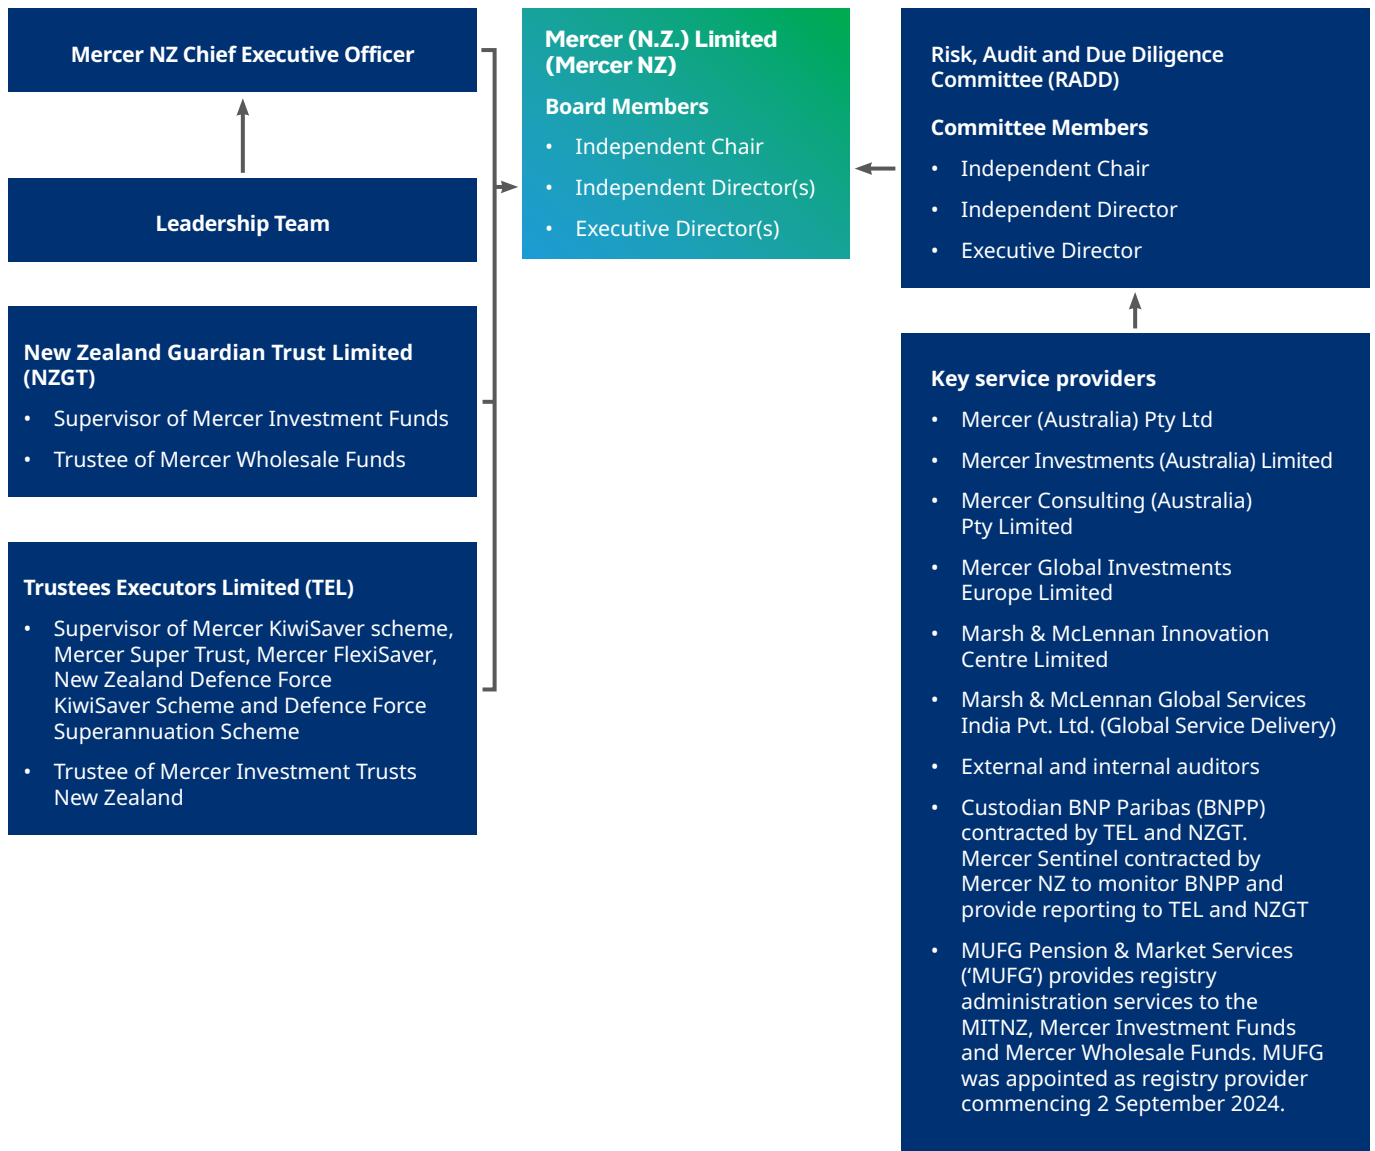 Mercer NZ Chief Executive Officer
Leadership Team
New Zealand Guardian Trust Limited
(NZGT)
• Supervisor of Mercer Investment Funds
• Trustee of Mercer Wholesale Funds
Trustees Executors Limited (TEL)
• Supervisor of Mercer KiwiSaver scheme,
Mercer Super Trust, Mercer FlexiSaver,
New Zealand Defence Force
KiwiSaver Scheme and Defence Force
Superannuation Scheme
• Trustee of Mercer Investment Trusts
New Zealand
Mercer (N.Z.) Limited
(Mercer NZ)
Board Members
• Independent Chair
• Independent Director(s)
• Executive Director(s)
Risk, Audit and Due Diligence
Committee (RADD)
Committee Members
• Independent Chair
• Independent Director
• Executive Director
Key service providers
• Mercer (Australia) Pty Ltd
• Mercer Investments (Australia) Limited
• Mercer Consulting (Australia)
Pty Limited
• Mercer Global Investments
Europe Limited
• Marsh & McLennan Innovation
Centre Limited
• Marsh & McLennan Global Services
India Pvt. Ltd. (Global Service Delivery)
• External and internal auditors
• Custodian BNP Paribas (BNPP)
contracted by TEL and NZGT.
Mercer Sentinel contracted by
Mercer NZ to monitor BNPP and
provide reporting to TEL and NZGT
• MUFG Pension & Market Services
(‘MUFG’) provides registry
administration services to the
MITNZ, Mercer Investment Funds
and Mercer Wholesale Funds. MUFG
was appointed as registry provider
commencing 2 September 2024.